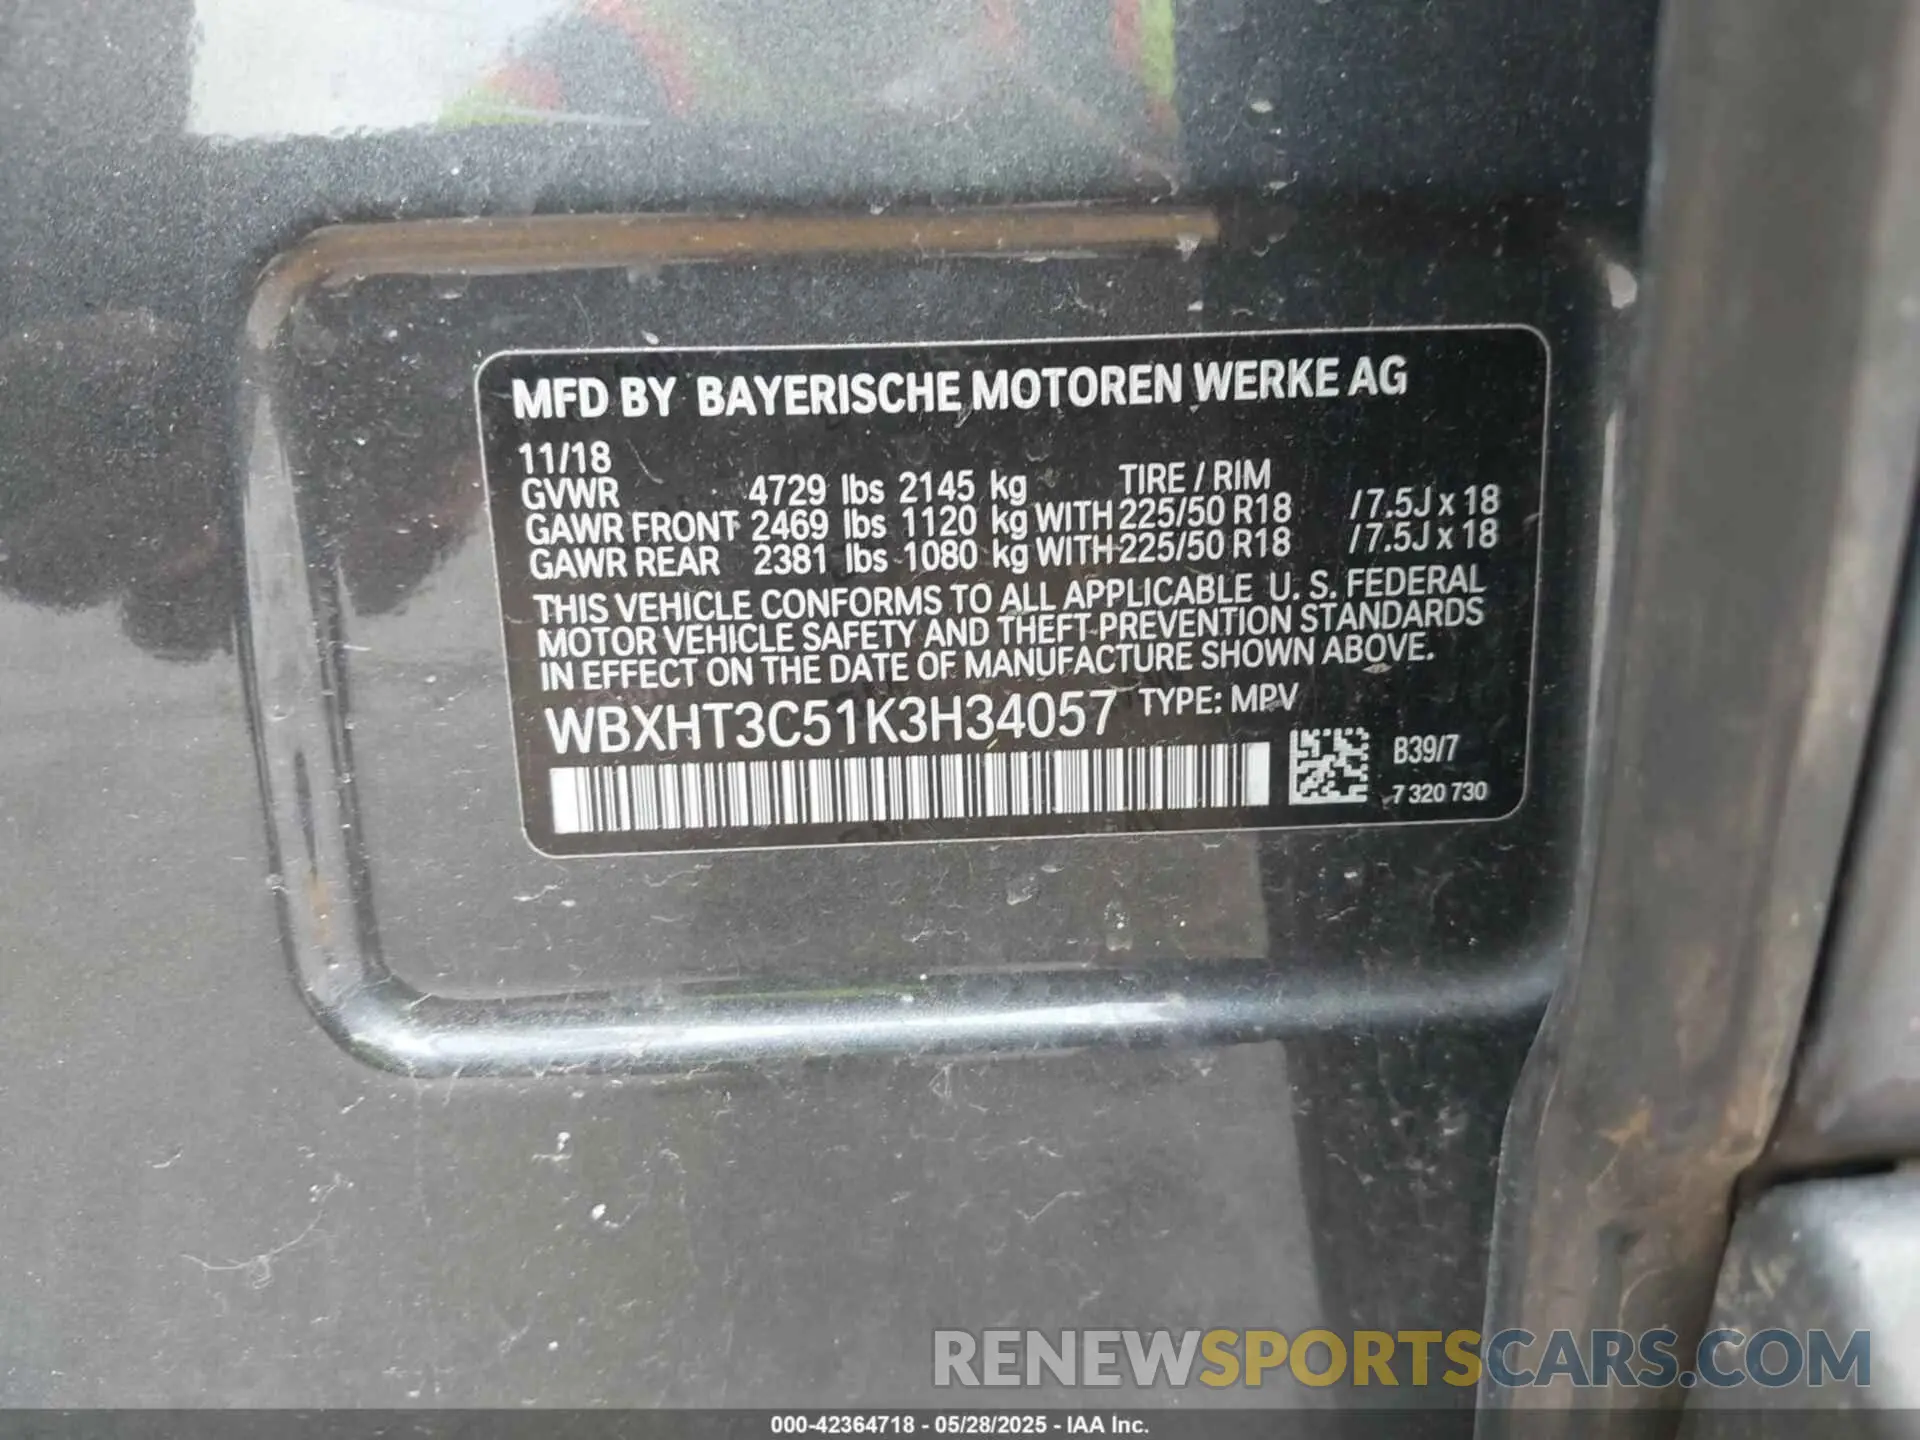 MFD BY BAYERISCHE MOTOREN WERKE AG
11/18
TIRE / RIM
GVWR 4729 lbs 2145 kg
GAWR FRONT 2469 lbs 1120 kg WITH 225/50 R18 / 7.5J x 18
GAWR REAR 2381 lbs 1080 kg WITH 225/50 R18 / 7.5J x 18
THIS VEHICLE CONFORMS TO ALL APPLICABLE U. S. FEDERAL
MOTOR VEHICLE SAFETY AND THEFT PREVENTION STANDARDS
IN EFFECT ON THE DATE OF MANUFACTURE SHOWN ABOVE.
WBXHT3C51K3H34057 TYPE: MPV
B39/7
7 320 730
RENEWSPORTSCARS.COM
000-42364718 - 05/28/2025 - IAA Inc.